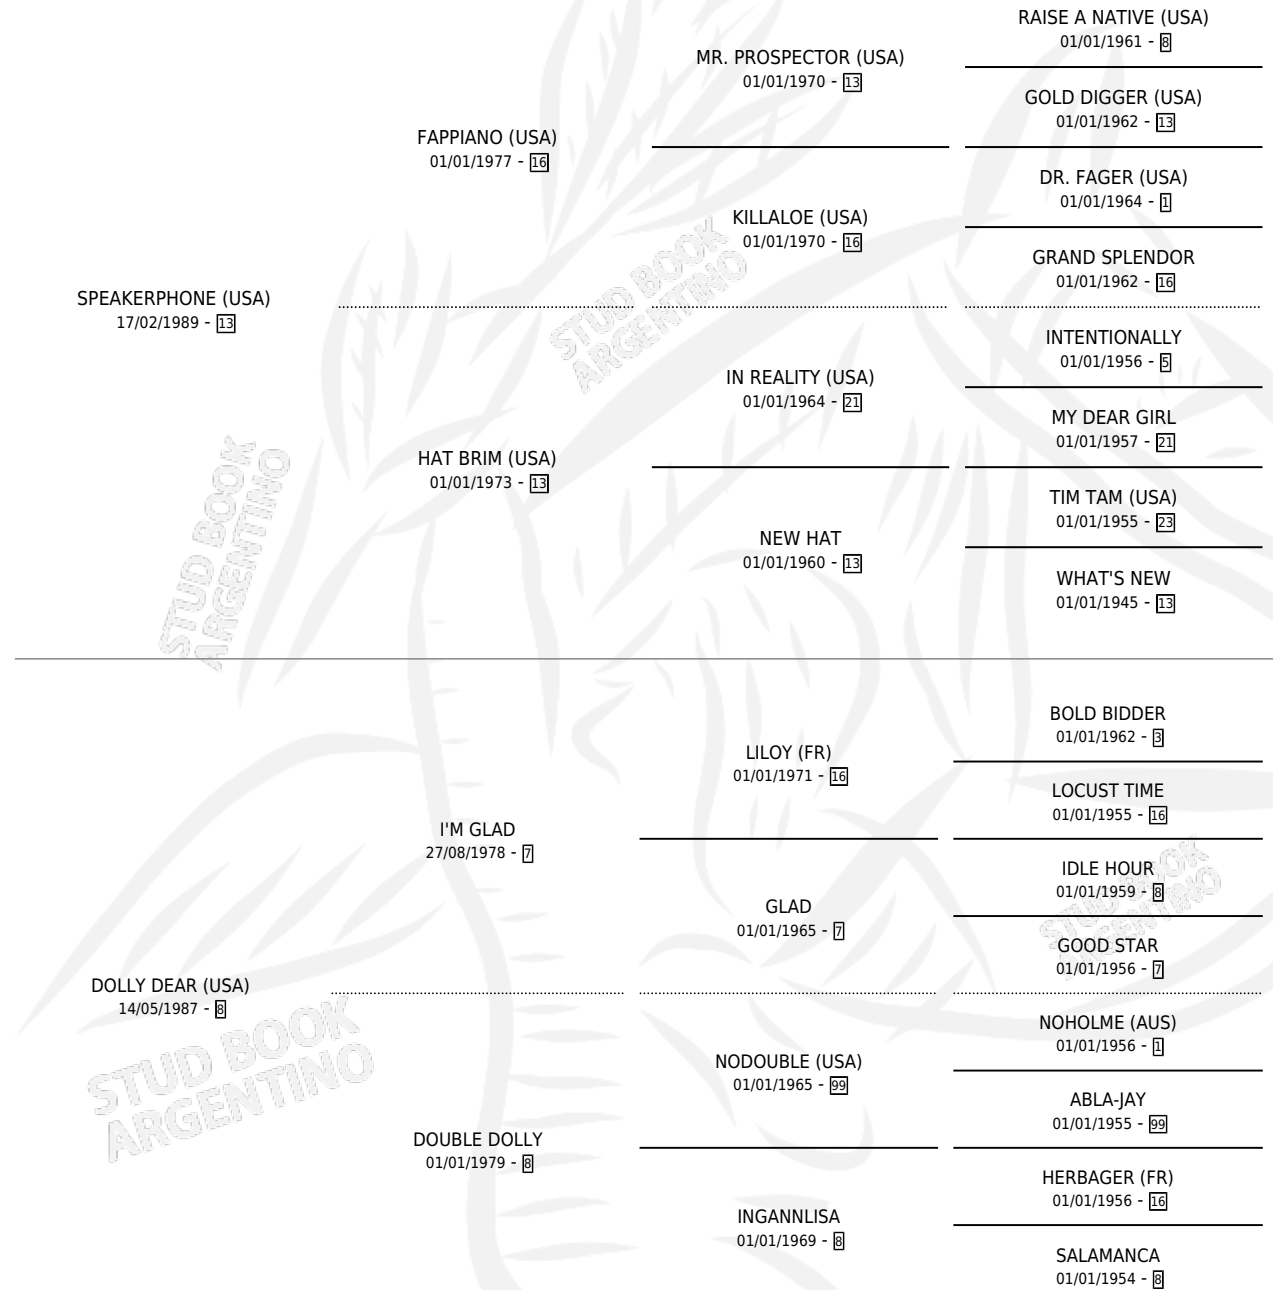 RAISE A NATIVE (USA)
01/01/1961 - 8
MR. PROSPECTOR (USA)
01/01/1970 - 13
GOLD DIGGER (USA)
01/01/1962 - 13
FAPPIANO (USA)
01/01/1977 - 16
DR. FAGER (USA)
01/01/1964 - 1
KILLALOE (USA)
01/01/1970 - 16
GRAND SPLENDOR
01/01/1962 - 16
SPEAKERPHONE (USA)
17/02/1989 - 13
STUD BOOK
ARGENTINO
INTENTIONALLY
01/01/1956 - 5
IN REALITY (USA)
01/01/1964 - 21
MY DEAR GIRL
01/01/1957 - 21
HAT BRIM (USA)
01/01/1973 - 13
TIM TAM (USA)
01/01/1955 - 23
NEW HAT
01/01/1960 - 13
WHAT'S NEW
01/01/1945 - 13
STUD BOOK
ARGENTINO
BOLD BIDDER
01/01/1962 - 3
LILOY (FR)
01/01/1971 - 16
LOCUST TIME
01/01/1955 - 16
I'M GLAD
27/08/1978 - 7
IDLE HOUR
01/01/1959 - 8
GLAD
01/01/1965 - 7
STUD BOOK
ARGENTINO
GOOD STAR
01/01/1956 - 7
DOLLY DEAR (USA)
14/05/1987 - 8
NOHOLME (AUS)
01/01/1956 - 1
STUD BOOK
ARGENTINO
NODOUBLE (USA)
01/01/1965 - 99
ABLA-JAY
01/01/1955 - 99
DOUBLE DOLLY
01/01/1979 - 8
HERBAGER (FR)
01/01/1956 - 16
INGANNLISA
01/01/1969 - 8
SALAMANCA
01/01/1954 - 8